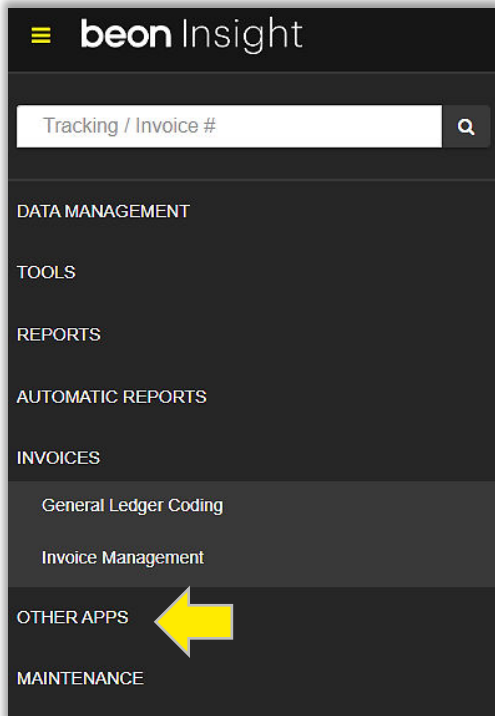 beon Insight
Tracking / Invoice #
DATA MANAGEMENT
TOOLS
REPORTS
AUTOMATIC REPORTS
INVOICES
General Ledger Coding
Invoice Management
OTHER APPS
MAINTENANCE